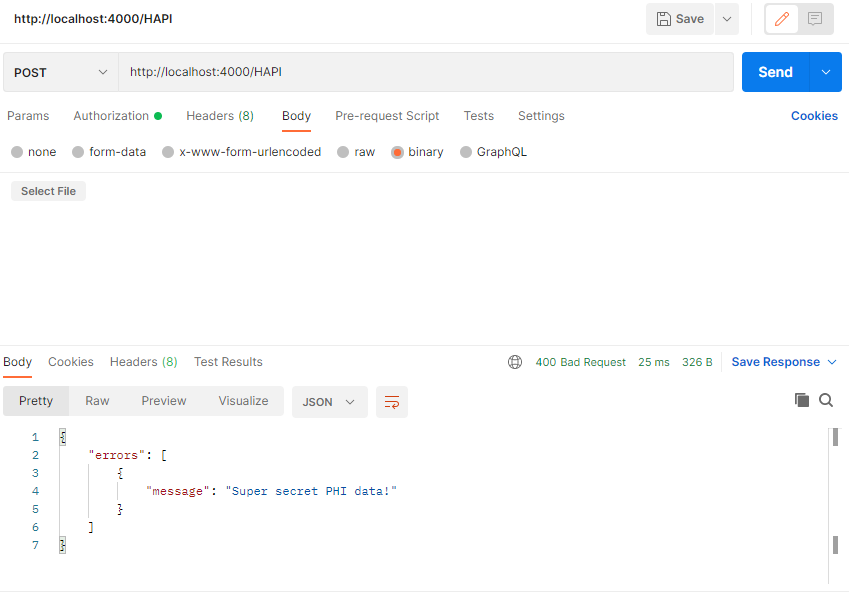 http://localhost:4000/HAPI
Save
POST
http://localhost:4000/HAPI
Send
Params Authorization Headers (8) Body Pre-request Script Tests Settings Cookies
none form-data x-www-form-urlencoded raw binary GraphQL
Select File
Body Cookies Headers (8) Test Results 400 Bad Request 25 ms 326 B Save Response
Pretty Raw Preview Visualize JSON
1 {
2 "errors": [
3 {
4 "message": "Super secret PHI data!"
5 }
6 ]
7 }